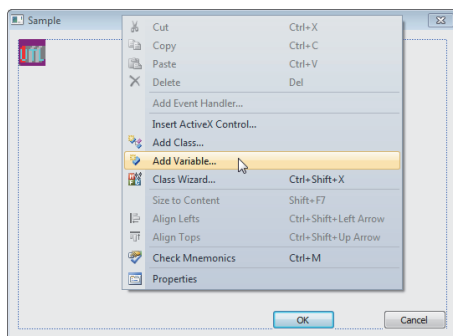 Sample
Cut Ctrl+X
Copy Ctrl+C
Paste Ctrl+V
Delete Del
Add Event Handler...
Insert ActiveX Control...
Add Class...
Add Variable...
Class Wizard... Ctrl+Shift+X
Size to Content Shift+F7
Align Lefts Ctrl+Shift+Left Arrow
Align Tops Ctrl+Shift+Up Arrow
Check Mnemonics Ctrl+M
Properties
OK Cancel